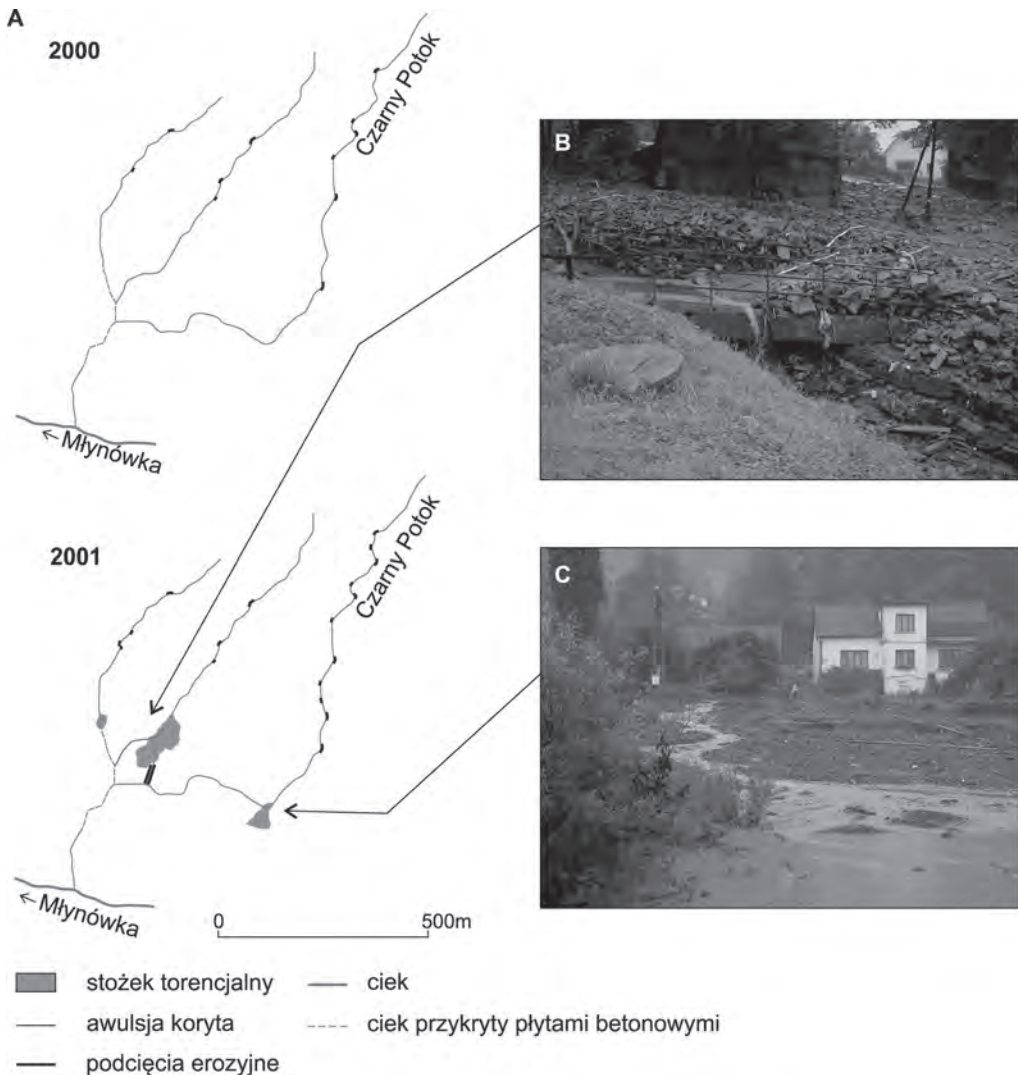 A
2000
Czarny Potok
← Młynówka
B
2001
Czarny Potok
← Młynówka
C
0 500m
stożek torencjalny
ciek
awulsja koryta
ciek przykryty płytami betonowymi
podcięcia erozyjne